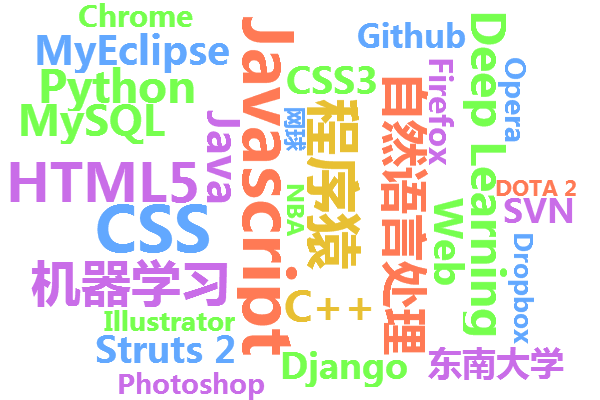 Chrome
MyEclipse
Python
MySQL
Java
HTML5
CSS
机器学习
Illustrator
Struts 2
Photoshop
Javascript
CSS3
网球
NBA
程序猿
C++
Django
Github
自然语言处理
Firefox
Web
Deep Learning
Opera
DOTA 2
SVN
Dropbox
东南大学